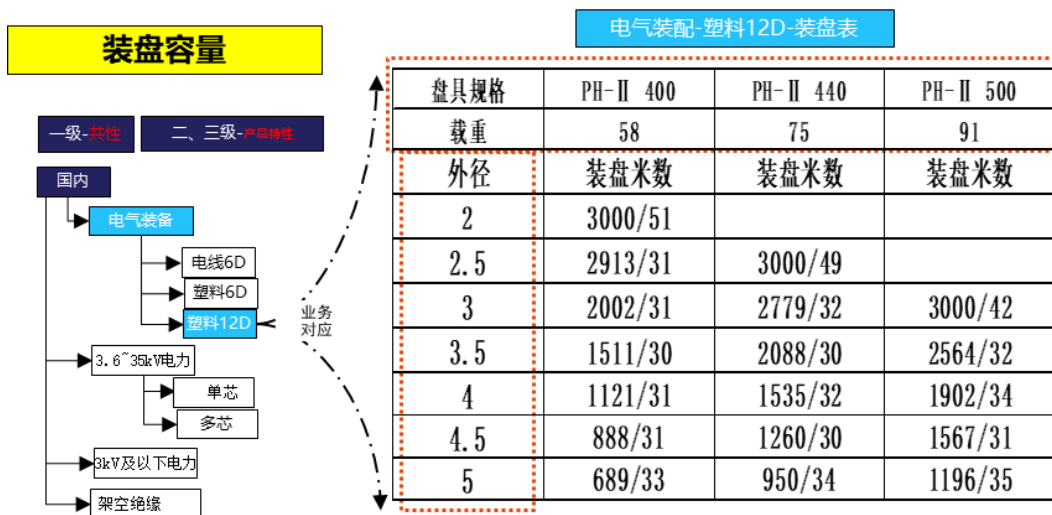 装盘容量
一级-共性
二、三级-产品特性
国内
电气装备
电线6D
塑料6D
塑料12D
3.6~35kV电力
单芯
多芯
3kV及以下电力
架空绝缘
业务
对应
电气装配-塑料12D-装盘表
盘具规格 PH-Ⅱ 400 PH-Ⅱ 440 PH-Ⅱ 500
载重 58 75 91
外径 装盘米数 装盘米数 装盘米数
2 3000/51
2.5 2913/31 3000/49
3 2002/31 2779/32 3000/42
3.5 1511/30 2088/30 2564/32
4 1121/31 1535/32 1902/34
4.5 888/31 1260/30 1567/31
5 689/33 950/34 1196/35